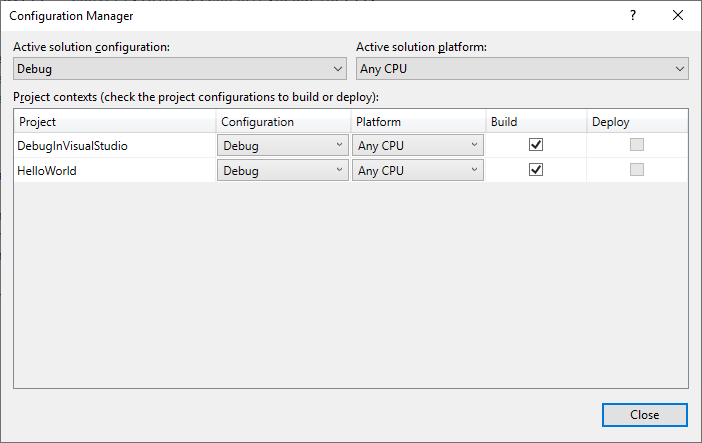 Configuration Manager
?
Active solution configuration: Active solution platform:
Debug Any CPU
Project contexts (check the project configurations to build or deploy):
Project Configuration Platform Build Deploy
DebugInVisualStudio Debug Any CPU
HelloWorld Debug Any CPU
Close